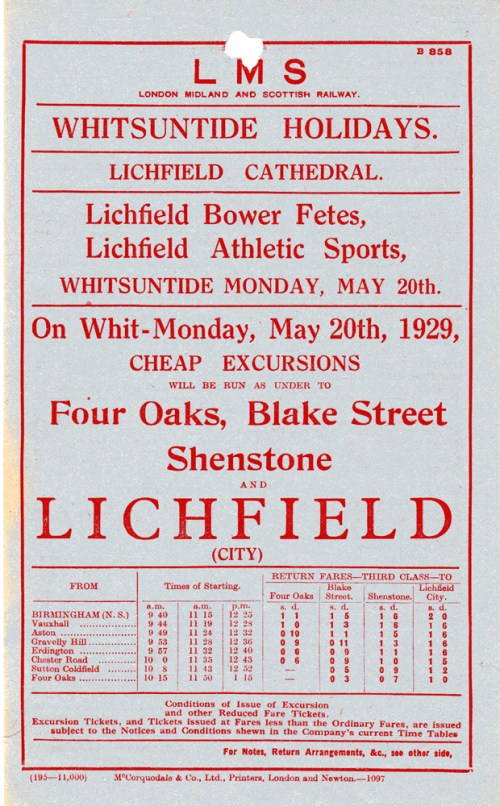 B 858
LMS
LONDON MIDLAND AND SCOTTISH RAILWAY.
WHITSUNTIDE HOLIDAYS.
LICHFIELD CATHEDRAL.
Lichfield Bower Fetes,
Lichfield Athletic Sports,
WHITSUNTIDE MONDAY, MAY 20th.
On Whit-Monday, May 20th, 1929,
CHEAP EXCURSIONS
WILL BE RUN AS UNDER TO
Four Oaks, Blake Street
Shenstone
AND
LICHFIELD
(CITY)
FROM Times of Starting. RETURN FARES—THIRD CLASS—TO
Four Oaks Blake Street. Shenstone. Lichfield City.
a.m. a.m. p.m. s. d. s. d. s. d. s. d.
BIRMINGHAM (N. S.) 9 40 11 15 12 25 1 1 1 5 1 6 2 0
Vauxhall 9 44 11 19 12 28 1 0 1 3 1 6 1 6
Aston 9 49 11 24 12 32 0 10 1 1 1 5 1 6
Gravelly Hill 9 53 11 28 12 36 0 9 0 11 1 3 1 6
Erdington 9 57 11 32 12 40 0 6 0 9 1 1 1 6
Chester Road 10 0 11 35 12 43 0 6 0 9 1 0 1 5
Sutton Coldfield 10 8 11 43 12 52 — 0 5 0 9 1 2
Four Oaks 10 15 11 50 1 15 — 0 3 0 7 1 0
Conditions of Issue of Excursion
and other Reduced Fare Tickets.
Excursion Tickets, and Tickets issued at Fares less than the Ordinary Fares, are issued
subject to the Notices and Conditions shewn in the Company's current Time Tables
For Notes, Return Arrangements, &c., see other side,
(195—11,000) McCorquodale & Co., Ltd., Printers, London and Newton.—1097